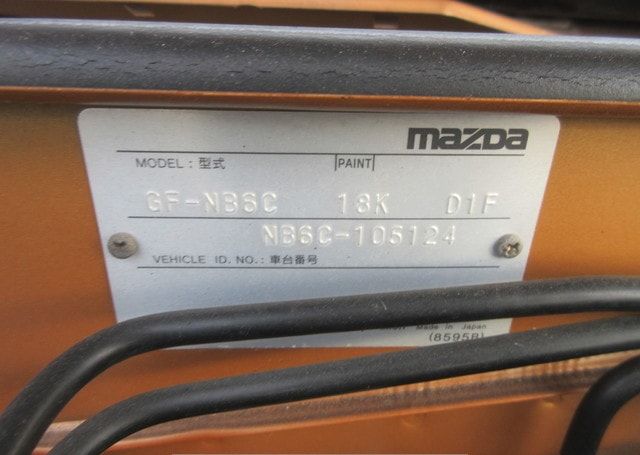 mazda
MODEL : 型式 PAINT
GF-NB6C 18K D1F
NB6C-105124
VEHICLE ID. NO. : 車台番号
Made in Japan
(8595B)